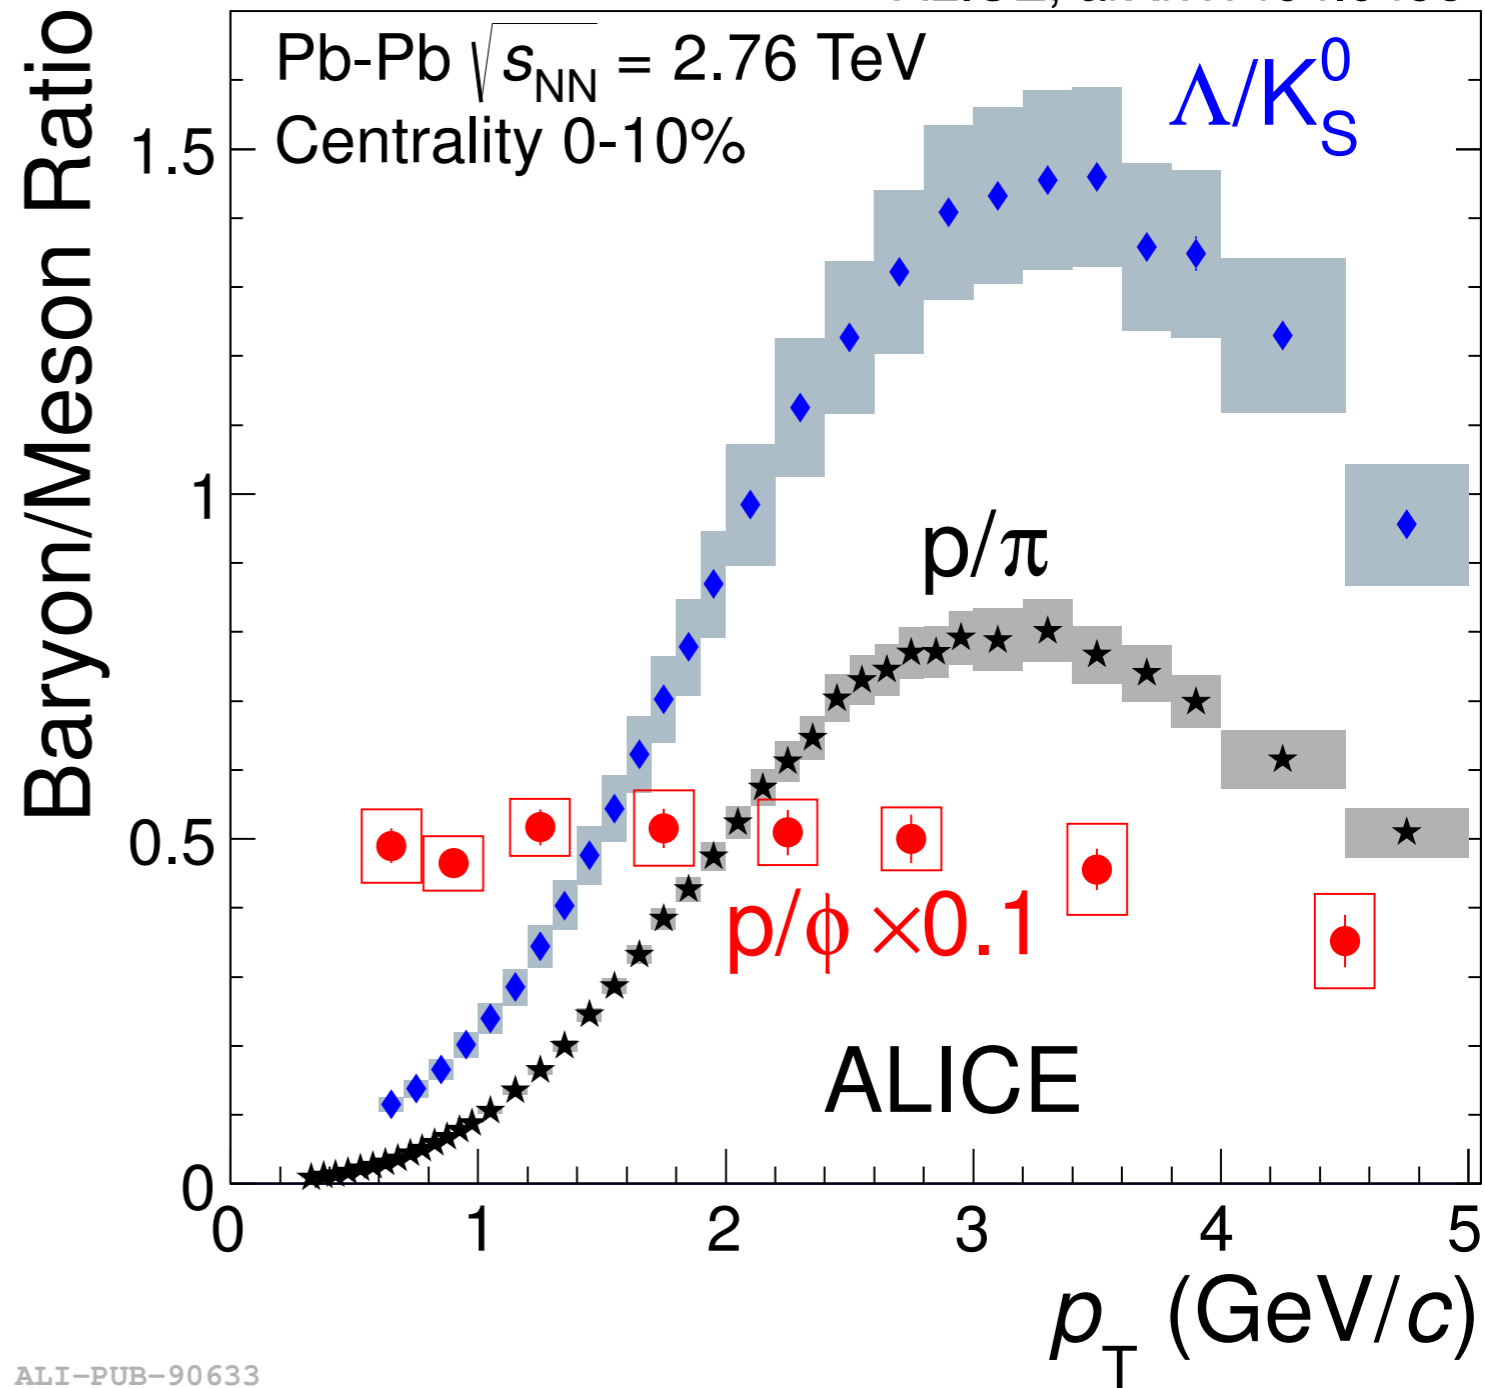 Pb-Pb √sNN = 2.76 TeV
Centrality 0-10%
Λ/K0S
Baryon/Meson Ratio
1.5
1
0.5
0
p/π
p/ϕ ×0.1
ALICE
0 1 2 3 4 5
pT (GeV/c)
ALI-PUB-90633